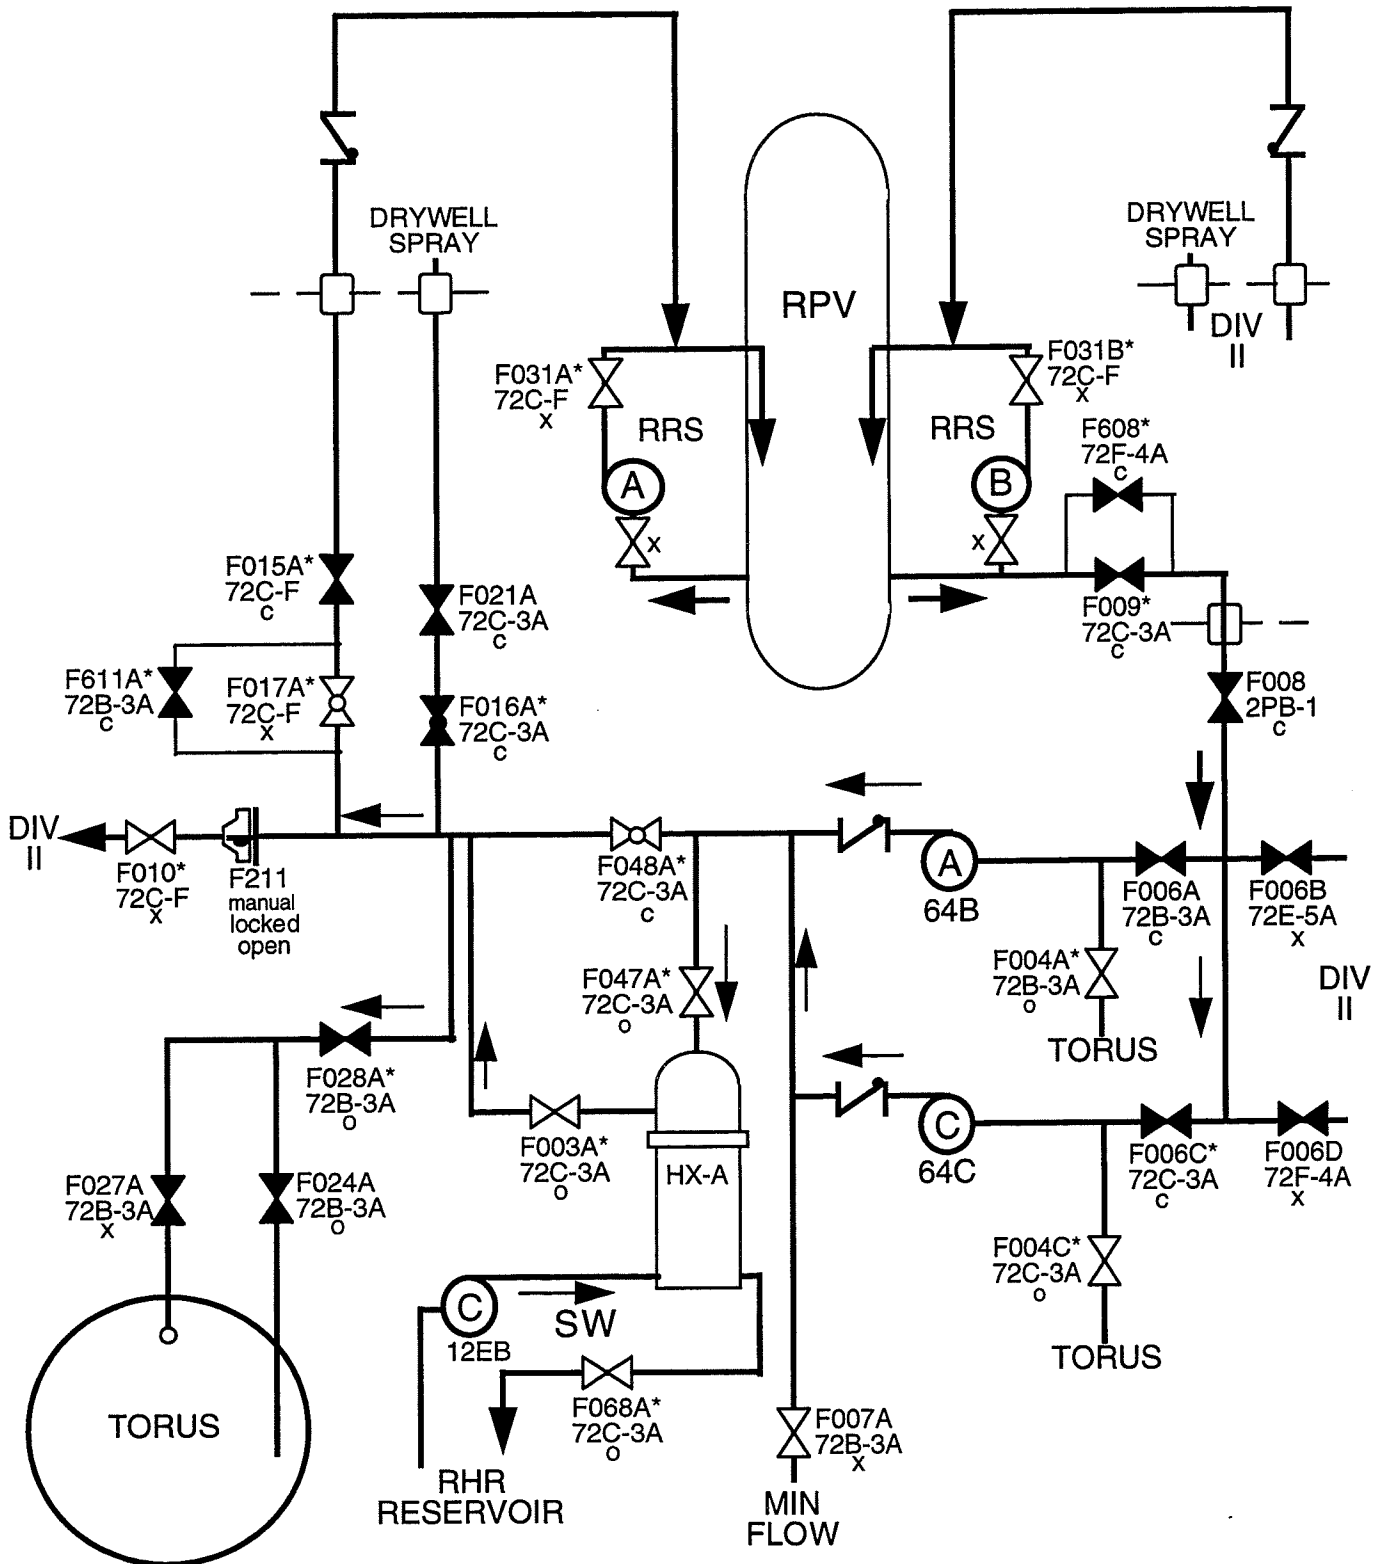 DRYWELL
SPRAY
DRYWELL
SPRAY
RPV
DIV
II
F031A*
72C-F
x
F031B*
72C-F
x
RRS
RRS
F608*
72F-4A
c
A
B
x
x
F015A*
72C-F
c
F021A
72C-3A
c
F009*
72C-3A
c
F611A*
72B-3A
c
F017A*
72C-F
x
F016A*
72C-3A
c
F008
2PB-1
c
DIV
II
F010*
72C-F
x
F211
manual
locked
open
F048A*
72C-3A
c
A
64B
F006A
72B-3A
c
F006B
72E-5A
x
F047A*
72C-3A
o
F004A*
72B-3A
o
TORUS
DIV
II
F028A*
72B-3A
o
F003A*
72C-3A
o
HX-A
C
64C
F006C*
72C-3A
c
F006D
72F-4A
x
F027A
72B-3A
x
F024A
72B-3A
o
F004C*
72C-3A
o
TORUS
C
12EB
SW
F068A*
72C-3A
o
TORUS
RHR
RESERVOIR
F007A
72B-3A
x
MIN
FLOW